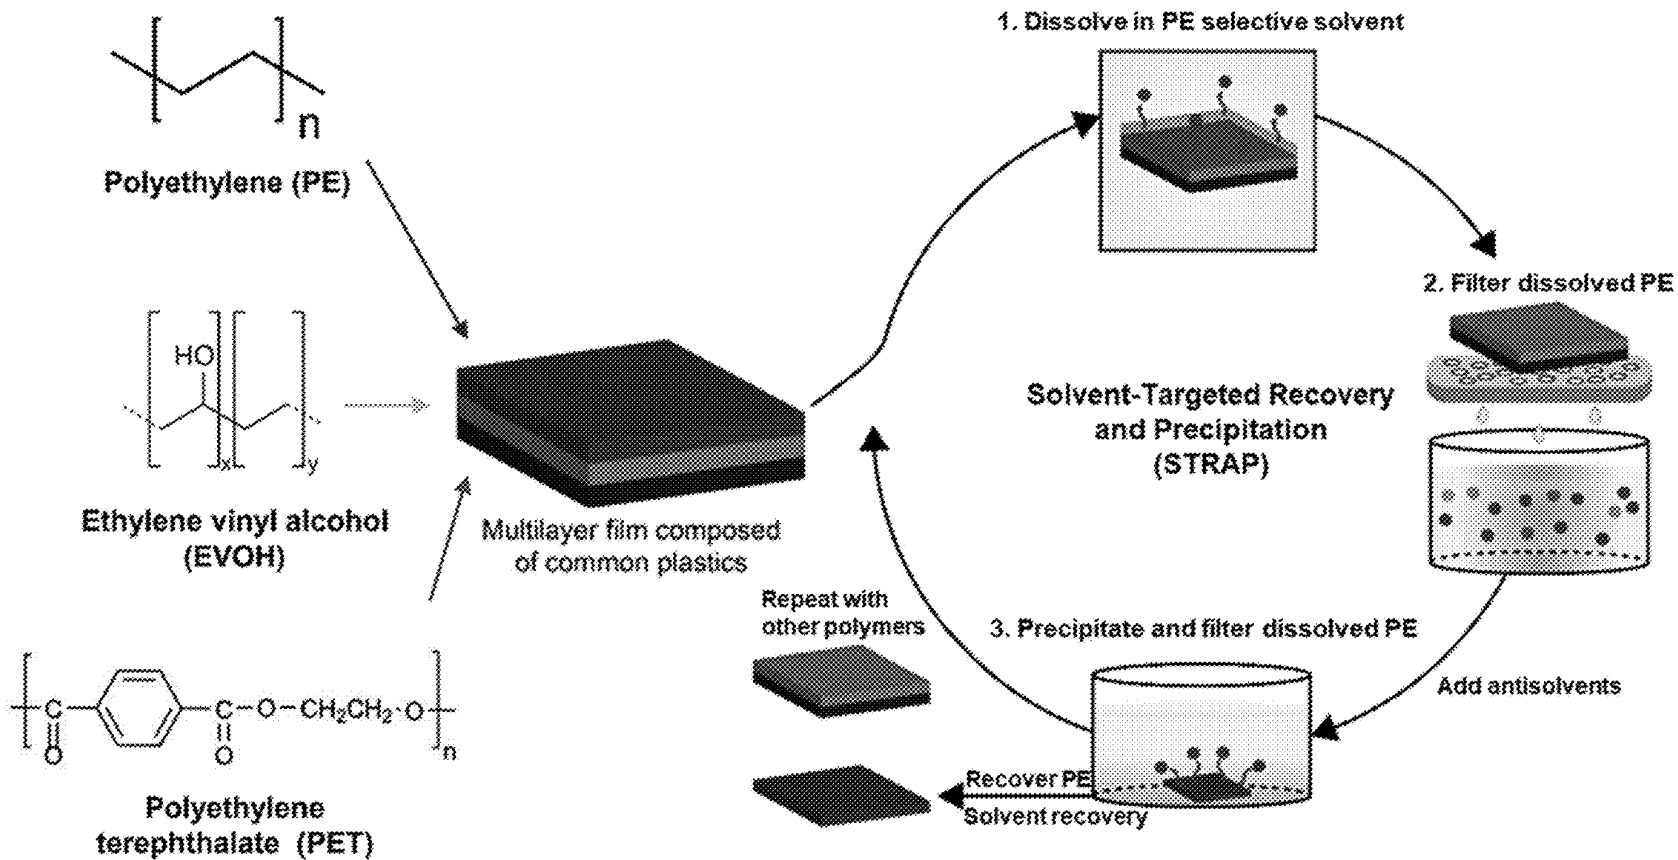 1. Dissolve in PE selective solvent
n
Polyethylene (PE)
2. Filter dissolved PE
HO
x
y
Solvent-Targeted Recovery
and Precipitation
(STRAP)
Ethylene vinyl alcohol
(EVOH)
Multilayer film composed
of common plastics
Repeat with
other polymers
3. Precipitate and filter dissolved PE
Add antisolvents
C
C
O
CH2CH2
O
n
O
O
Recover PE
Solvent recovery
Polyethylene
terephthalate (PET)